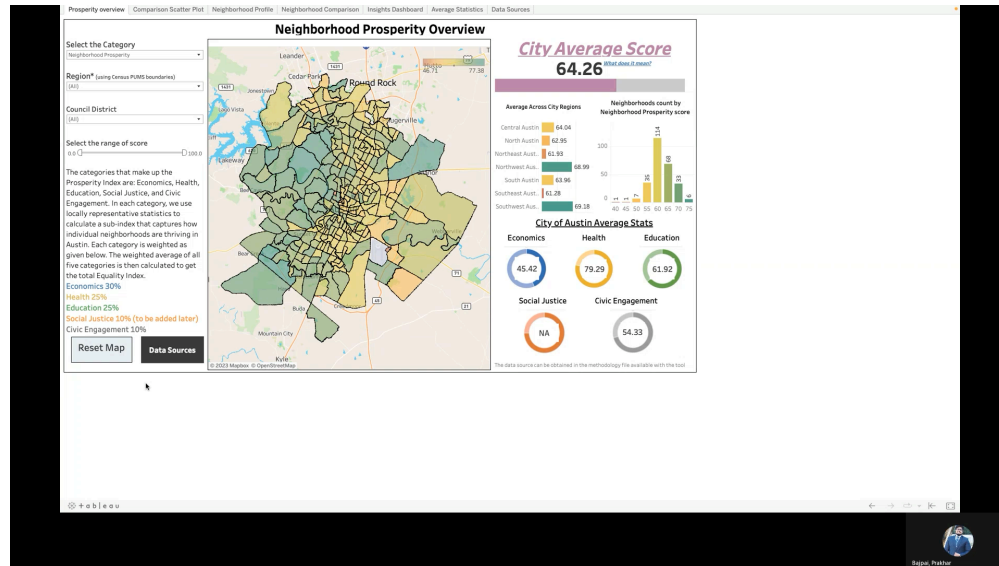 Prosperity overview
Comparison Scatter Plot
Neighborhood Profile
Neighborhood Comparison
Insights Dashboard
Average Statistics
Data Sources
Neighborhood Prosperity Overview
Select the Category
Neighborhood Prosperity
Region* (using Census PUMS boundaries)
(All)
Council District
(All)
Select the range of score
0.0
100.0
The categories that make up the
Prosperity Index are: Economics, Health,
Education, Social Justice, and Civic
Engagement. In each category, we use
locally representative statistics to
calculate a sub-index that captures how
individual neighborhoods are thriving in
Austin. Each category is weighted as
given below. The weighted average of all
five categories is then calculated to get
the total Equality Index.
Economics 30%
Health 25%
Education 25%
Social Justice 10% (to be added later)
Civic Engagement 10%
Reset Map
Data Sources
Leander
Cedar Park
Round Rock
Jonestown
Lago Vista
Lakeway
Buda
Mountain City
Kyle
1431
1431
45
71
21
46.71
77.38
© 2023 Mapbox © OpenStreetMap
City Average Score
64.26
What does it mean?
Average Across City Regions
Central Austin 64.04
North Austin 62.95
Northeast Aust.. 61.93
Northwest Aus.. 68.99
South Austin 63.96
Southeast Aust.. 61.28
Southwest Aus.. 69.18
Neighborhoods count by
Neighborhood Prosperity score
100
50
0
1 1 7 35 114 68 33 6
40 45 50 55 60 65 70 75
City of Austin Average Stats
Economics
Health
Education
45.42
79.29
61.92
Social Justice
Civic Engagement
NA
54.33
The data source can be obtained in the methodology file available with the tool
+ableau
Bajpai, Prakhar